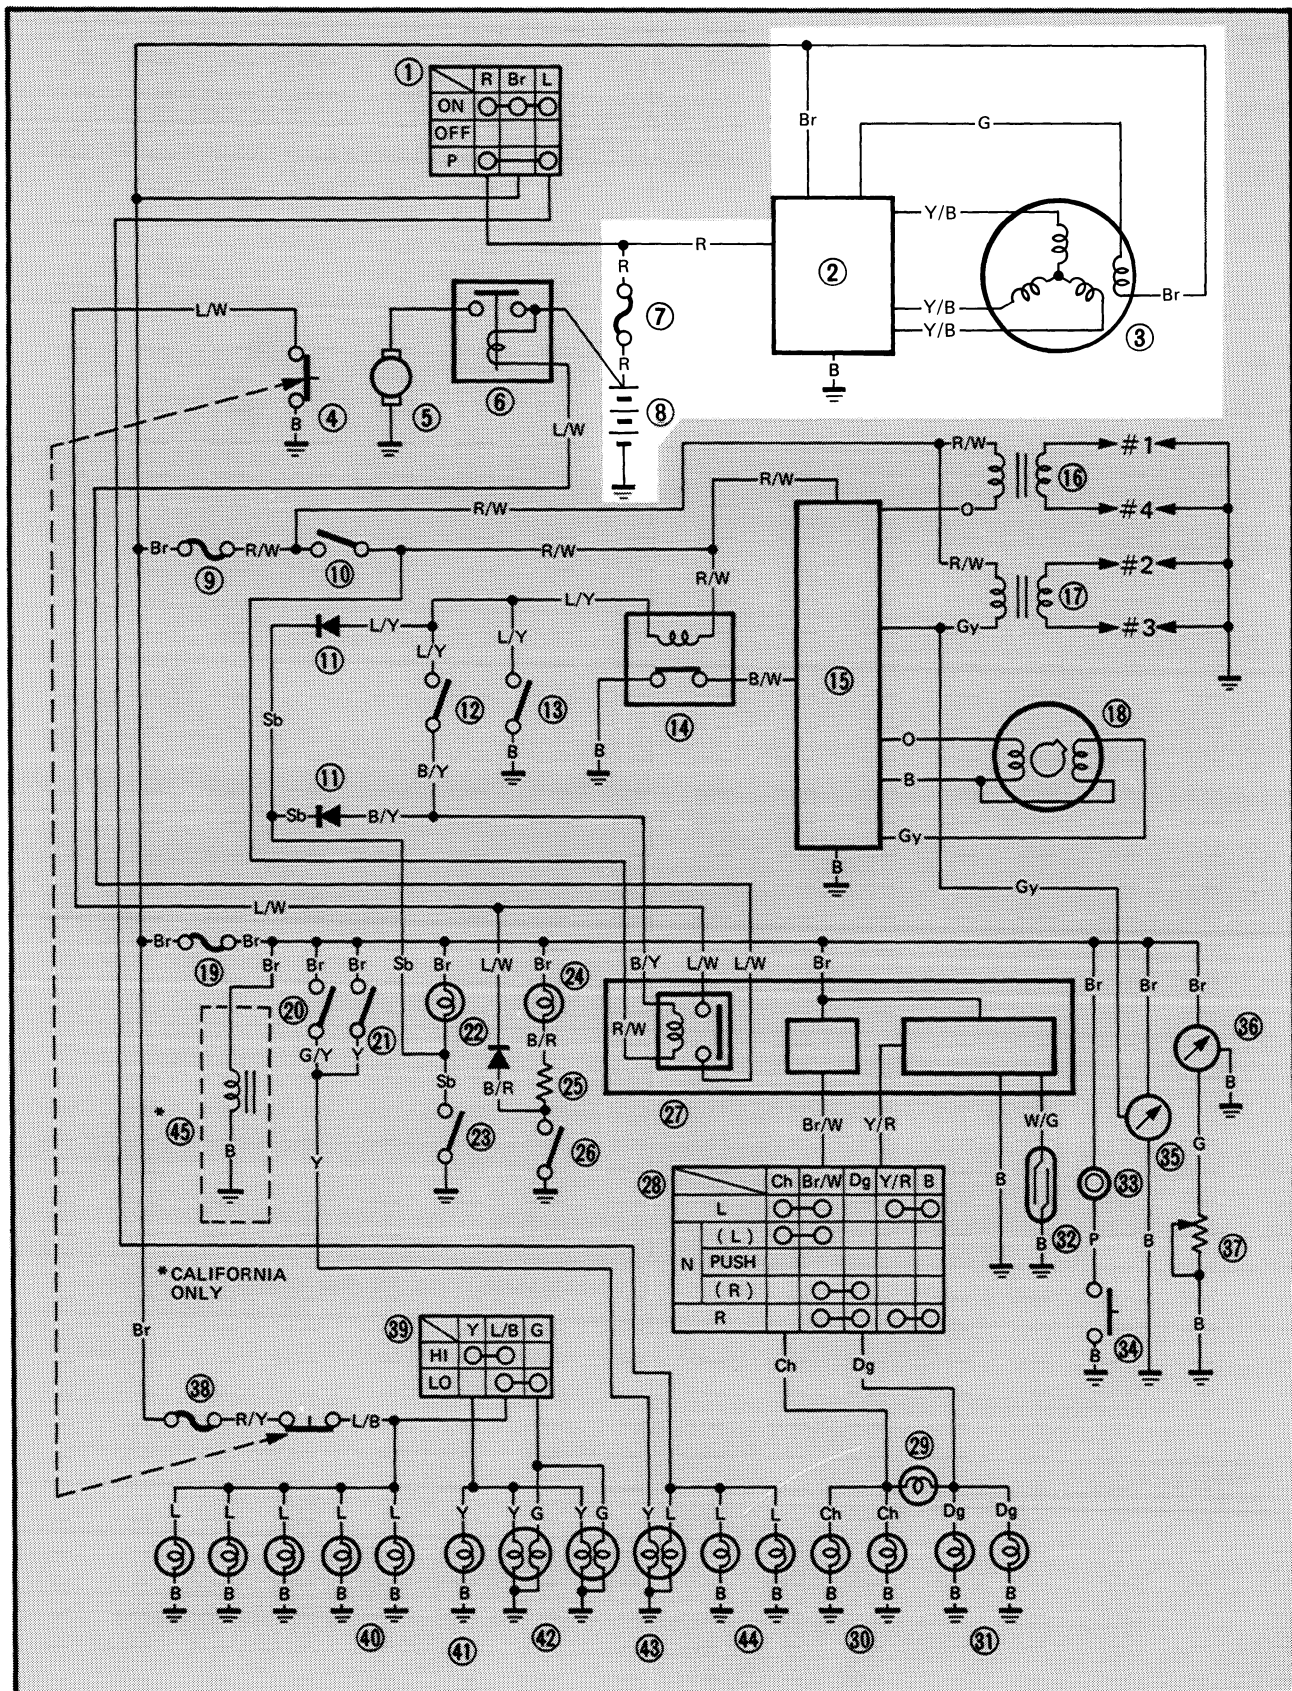 ① R Br L
ON
OFF
P
Br
G
Y/B
②
Y/B
Y/B
B
③
Br
R
R
⑦
R
⑧
L/W
④
B
⑤
⑥
L/W
R/W
R/W
O
⑯
#1
#4
R/W
Gy
⑰
#2
#3
Br
⑨
R/W
⑩
R/W
R/W
R/W
R/W
L/Y
L/Y
⑪
L/Y
L/Y
⑫
⑬
B
⑭
B
B/W
⑮
⑱
O
B
Gy
B
Gy
Sb
⑪
Sb
B/Y
B/Y
L/W
Br
⑲
Br
Br
Br
Br
Sb
Br
L/W
Br
B/Y
L/W
L/W
Br
Br
Br
Br
⑳
㉑
G/Y
Y
㉒
㉔
B/R
B/R
㉕
Sb
㉓
㉖
R/W
㉗
Br/W
Y/R
W/G
B
㉜
B
㉝
P
㉞
B
㉟
B
㊱
B
G
㊲
B
*
㊺
B
Y
*CALIFORNIA
ONLY
㉘ Ch Br/W Dg Y/R B
L
N
(L)
PUSH
(R)
R
Ch
Dg
Br
㊳
R/Y
L/B
㊴ Y L/B G
HI
LO
㉙
L L L L L Y Y G Y G Y L L L Ch Ch Dg Dg
B B B B B B B B B B B B
㊵ ㊶ ㊷ ㊸ ㊹ ㉚ ㉛